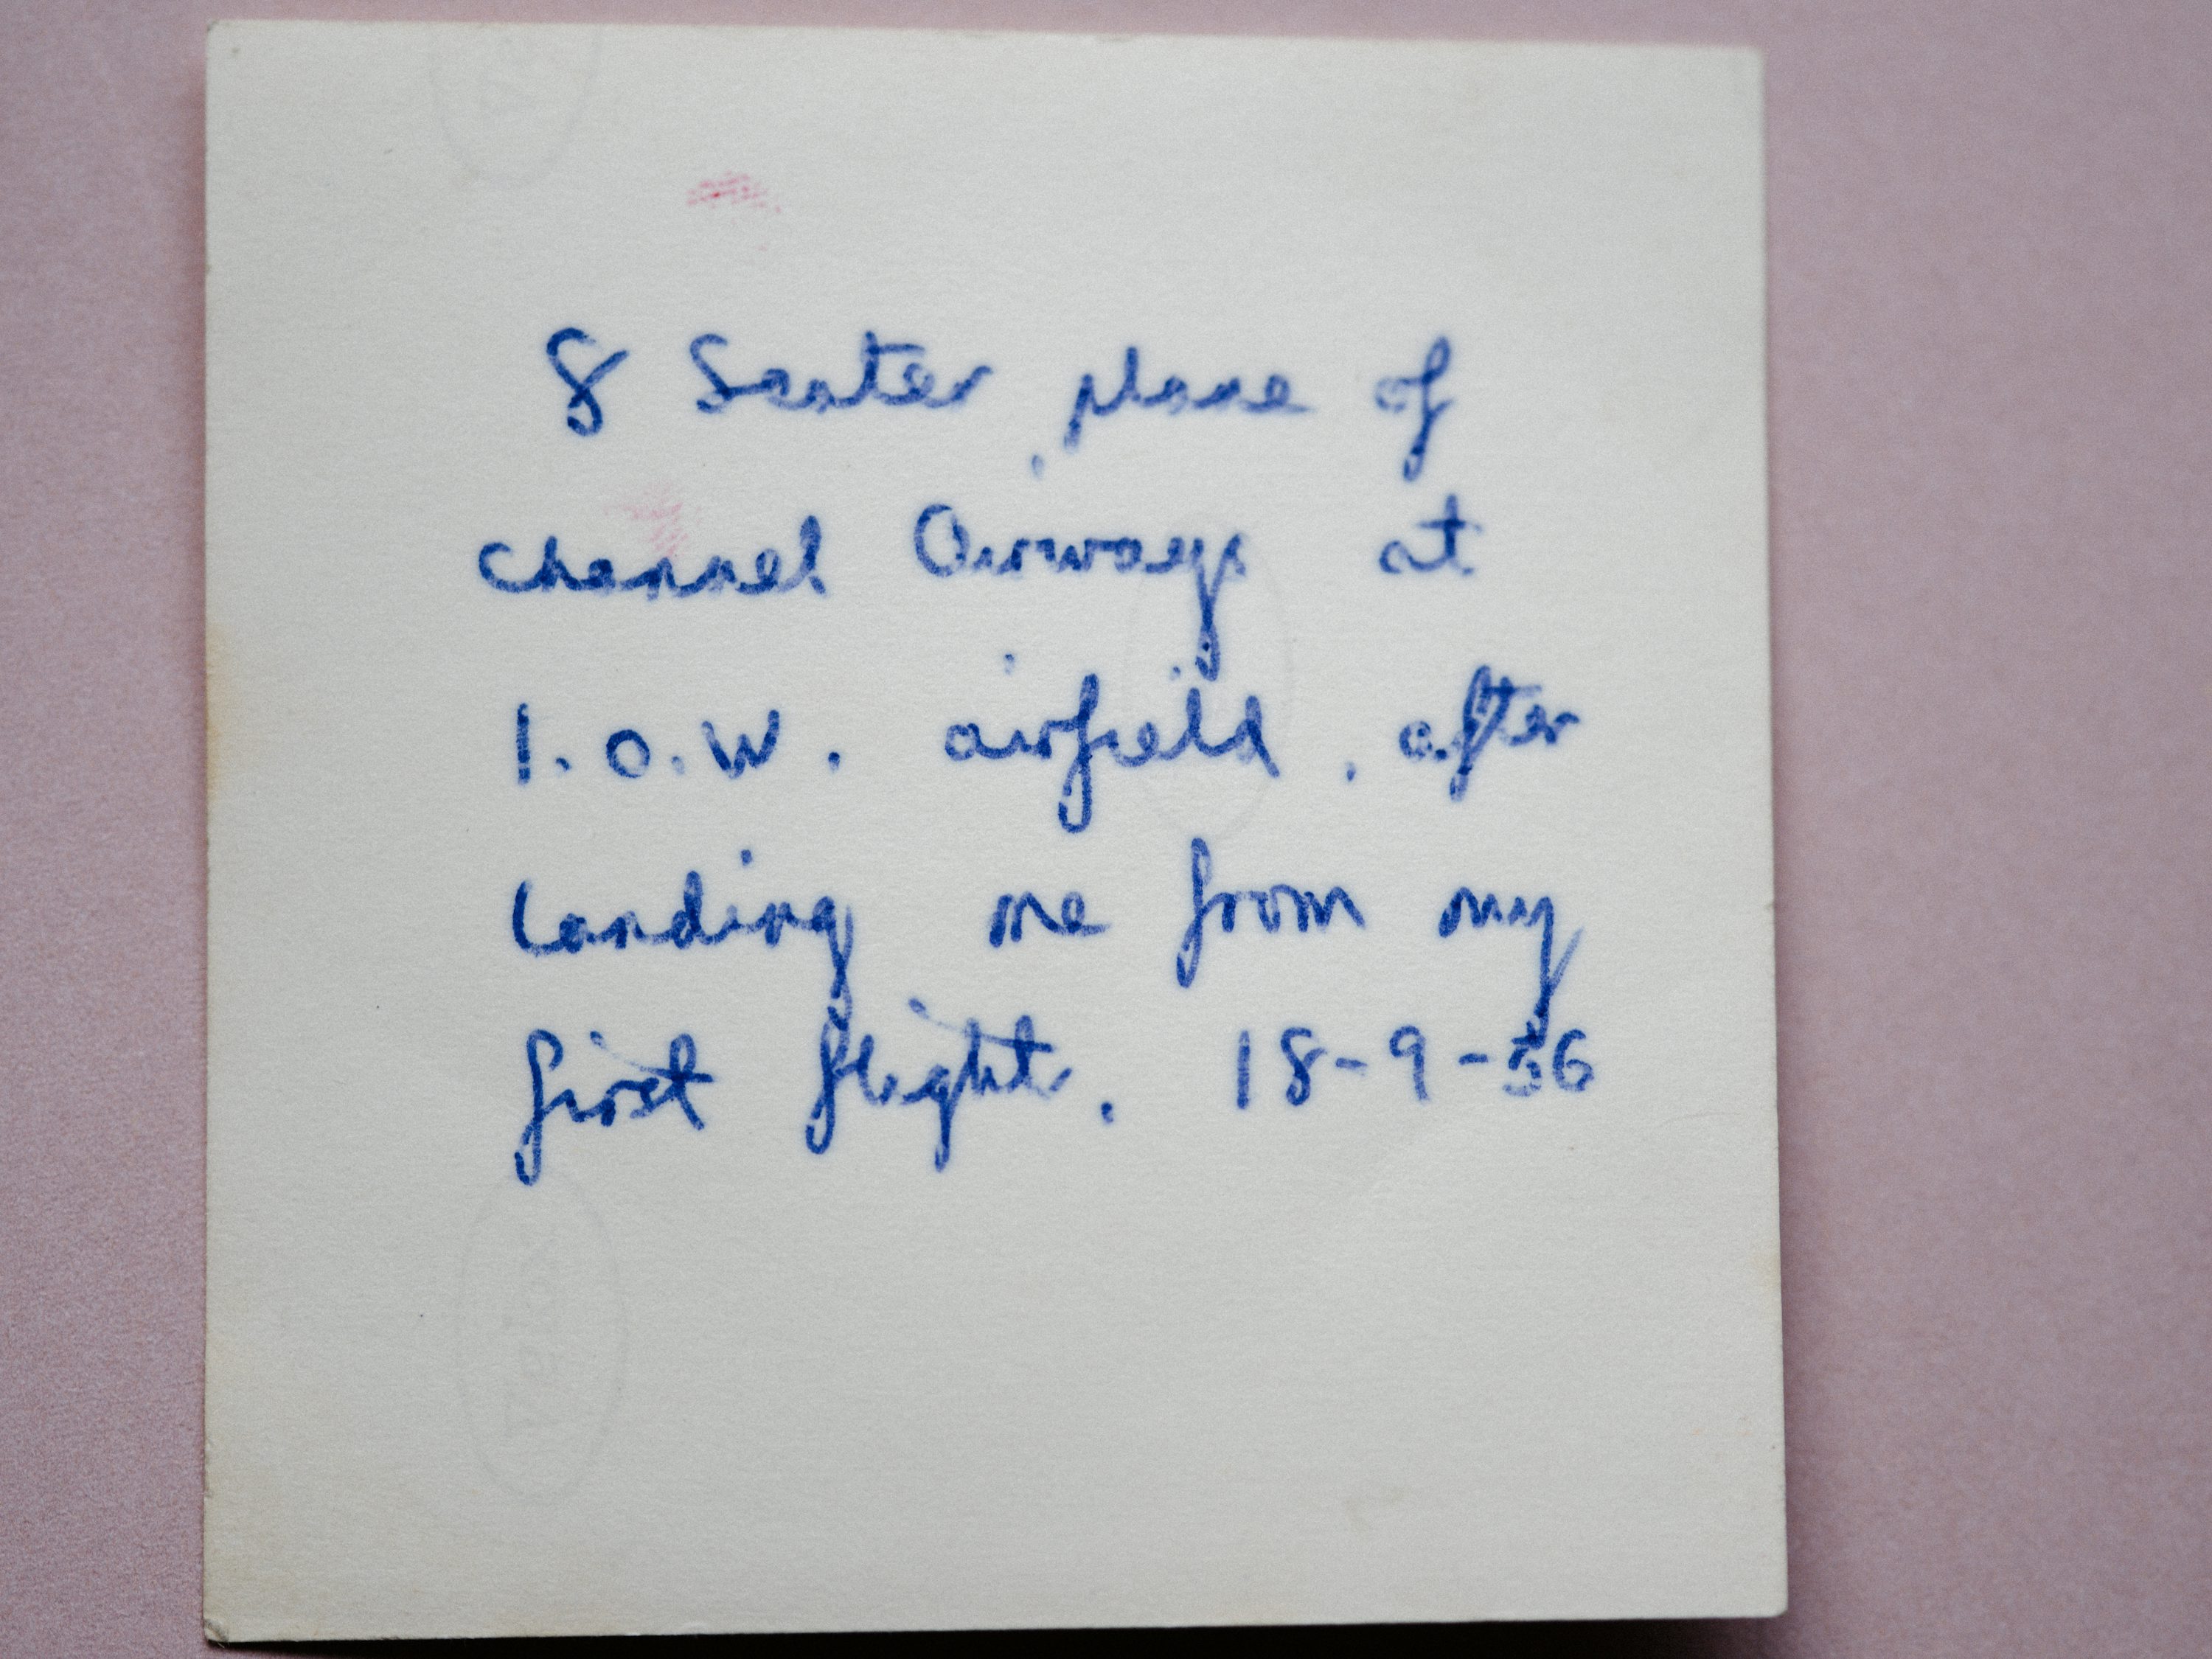 8 Seater plane of
Channel Airways at
I.O.W. airfield, after
landing me from my
first flight. 18-9-56